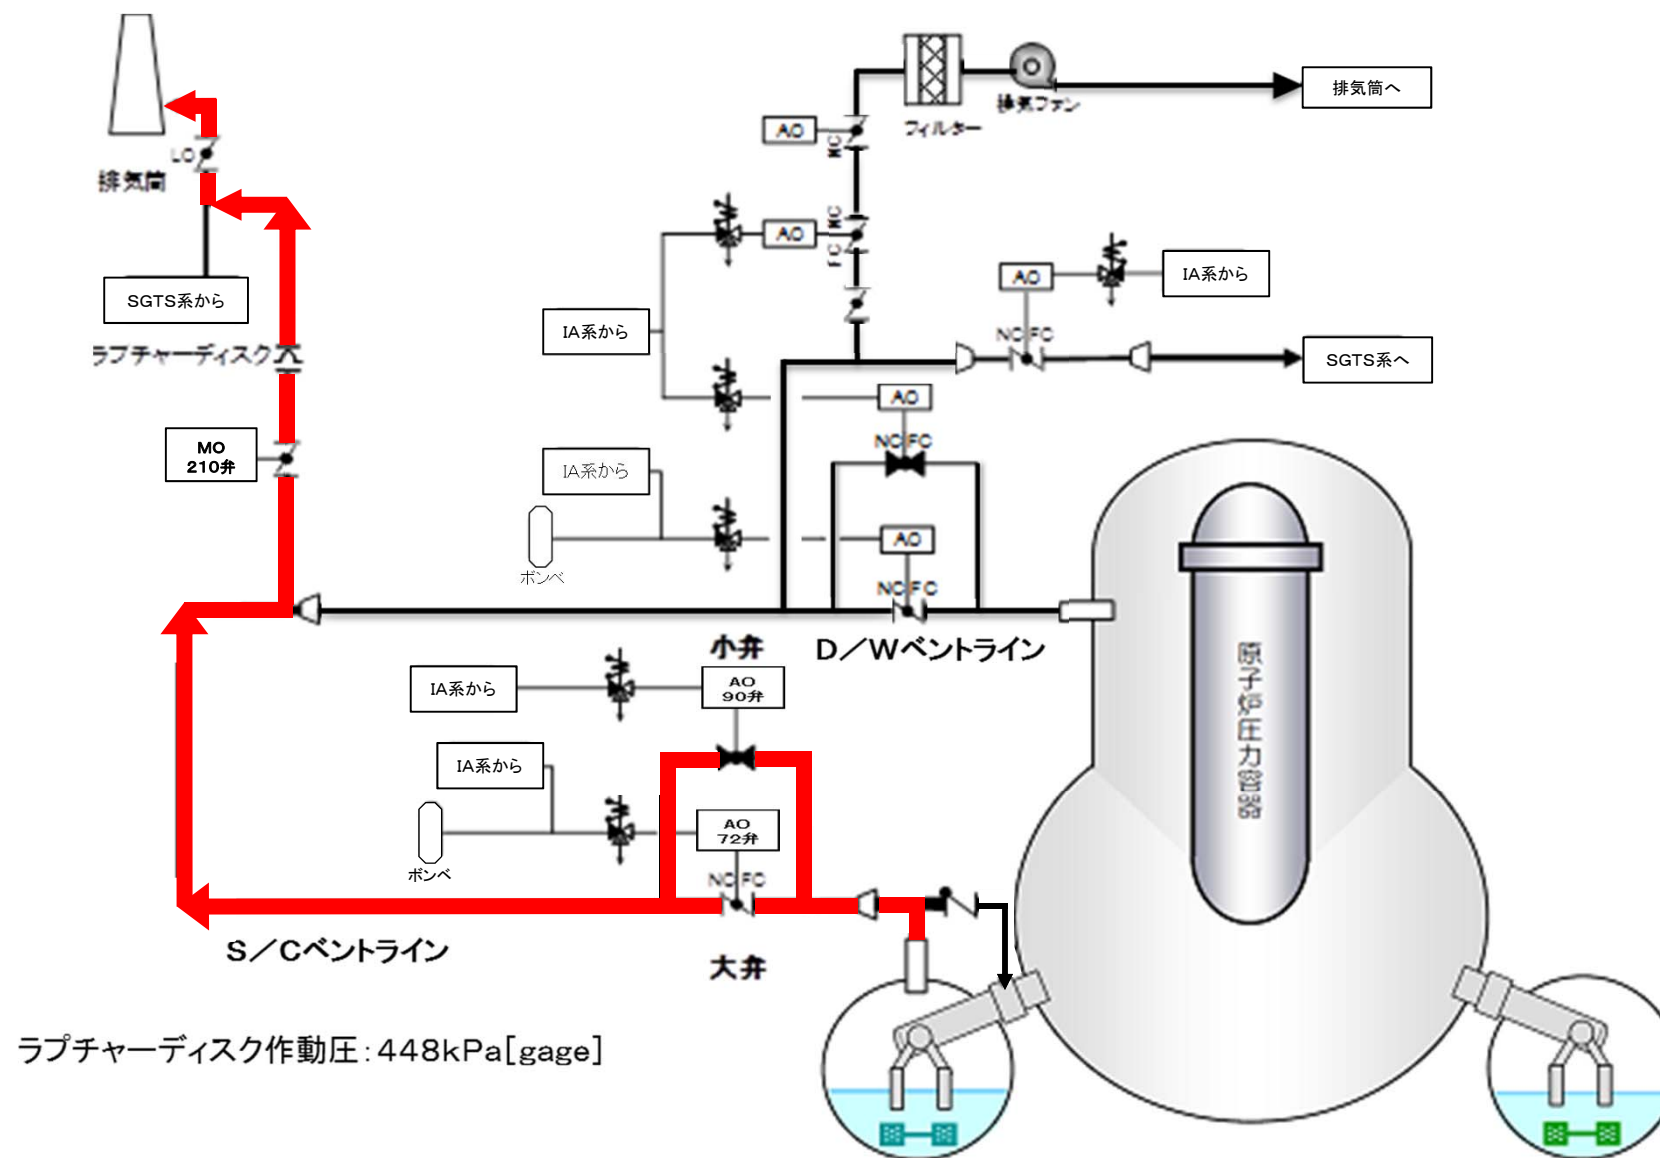 排気筒へ
排気ファン
フィルター
AO
NC
LO
排気筒
NC
AO
FC
SGTS系から
AO
IA系から
IA系から
NC FC
ラプチャーディスク
SGTS系へ
AO
MO
210弁
NC FC
IA系から
AO
ボンベ
NC FC
小弁
D／Wベントライン
原子炉圧力容器
IA系から
AO
90弁
IA系から
AO
72弁
ボンベ
NC FC
S／Cベントライン
大弁
ラプチャーディスク作動圧：448kPa[gage]